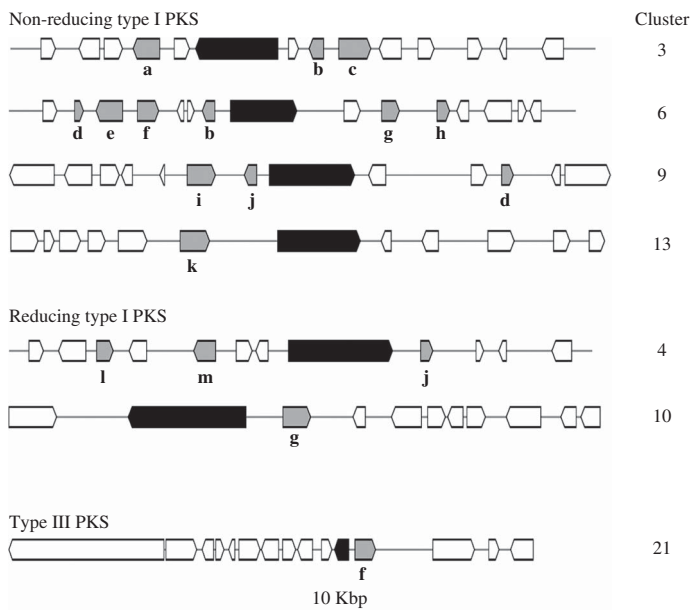 Non-reducing type I PKS Cluster
3
a b c
6
d e f b g h
9
i j d
13
k
Reducing type I PKS
4
l m j
10
g
Type III PKS
21
f
10 Kbp